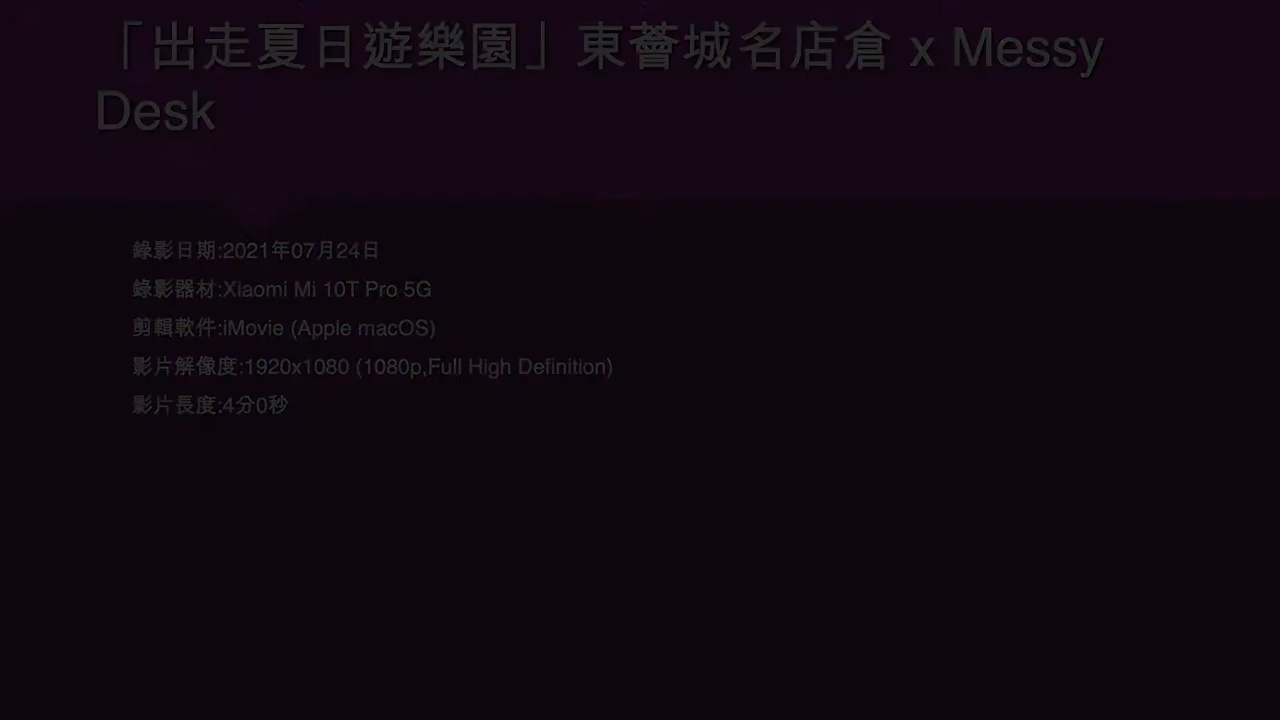 「出走夏日遊樂園」東薈城名店倉 x Messy
Desk
錄影日期:2021年07月24日
錄影器材:Xiaomi Mi 10T Pro 5G
剪輯軟件:iMovie (Apple macOS)
影片解像度:1920x1080 (1080p,Full High Definition)
影片長度:4分0秒